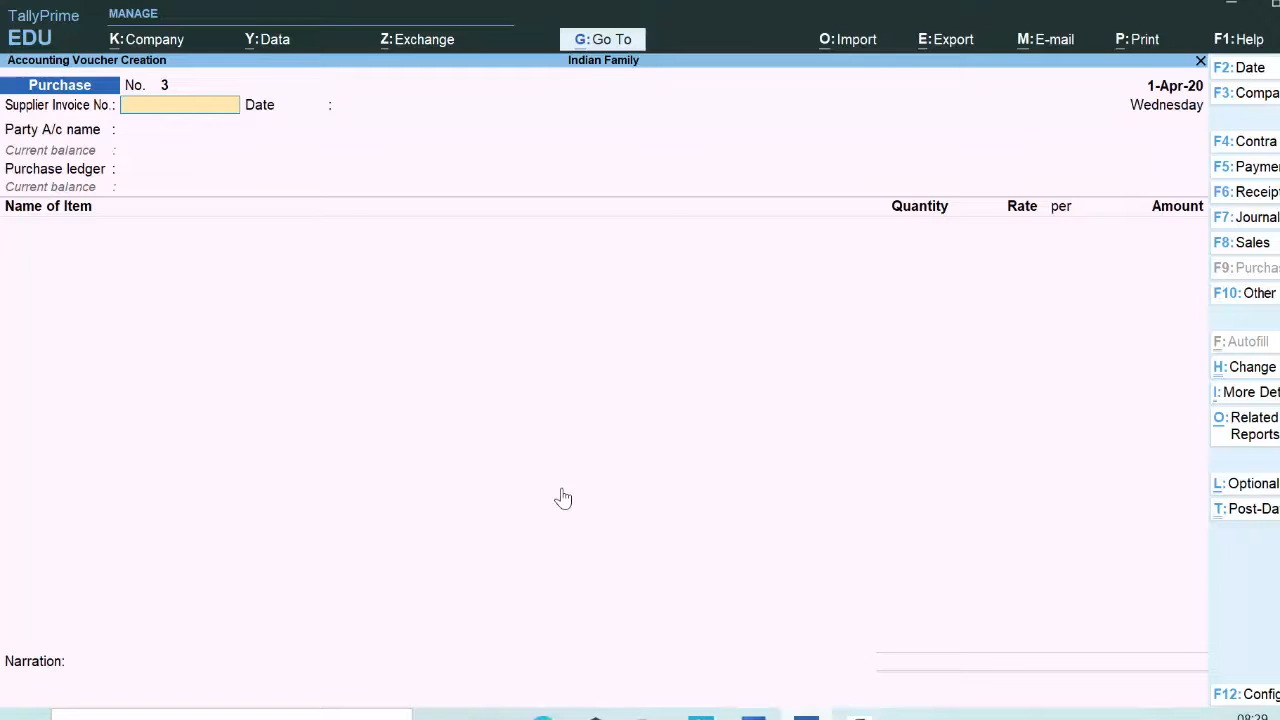 TallyPrime
MANAGE
EDU
K:Company
Y:Data
Z:Exchange
G:Go To
O:Import
E:Export
M:E-mail
P:Print
F1:Help
Accounting Voucher Creation
Indian Family
Purchase No. 3
1-Apr-20
Supplier Invoice No.: Date :
Wednesday
Party A/c name :
Current balance :
Purchase ledger :
Current balance :
Name of Item Quantity Rate per Amount
Narration:
F2: Date
F3: Compa
F4: Contra
F5: Payme
F6: Receip
F7: Journal
F8: Sales
F9: Purcha
F10: Other
F: Autofill
H: Change
I: More Det
O: Related
Reports
L: Optional
T: Post-Da
F12: Config
08:29